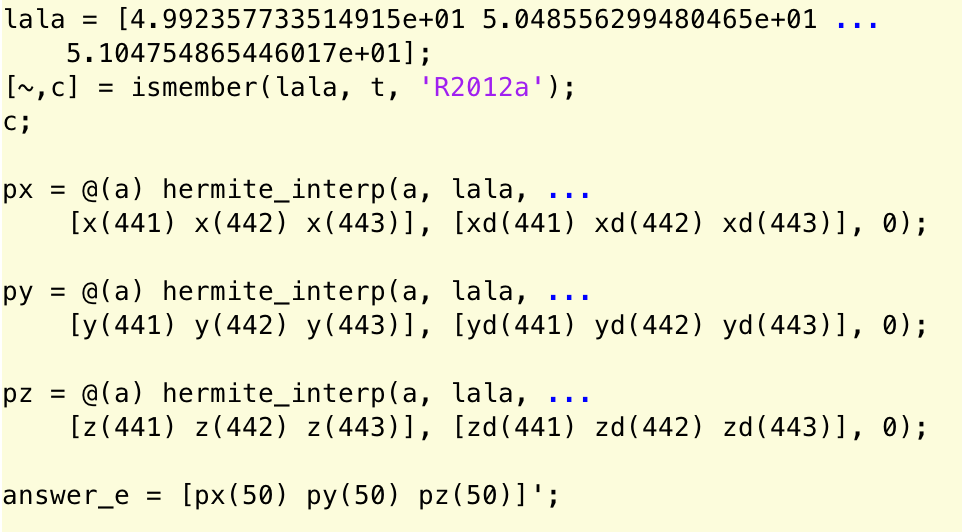 lala = [4.992357733514915e+01 5.048556299480465e+01 ...
5.104754865446017e+01];
[~,c] = ismember(lala, t, 'R2012a');
c;
px = @(a) hermite_interp(a, lala, ...
[x(441) x(442) x(443)], [xd(441) xd(442) xd(443)], 0);
py = @(a) hermite_interp(a, lala, ...
[y(441) y(442) y(443)], [yd(441) yd(442) yd(443)], 0);
pz = @(a) hermite_interp(a, lala, ...
[z(441) z(442) z(443)], [zd(441) zd(442) zd(443)], 0);
answer_e = [px(50) py(50) pz(50)]';